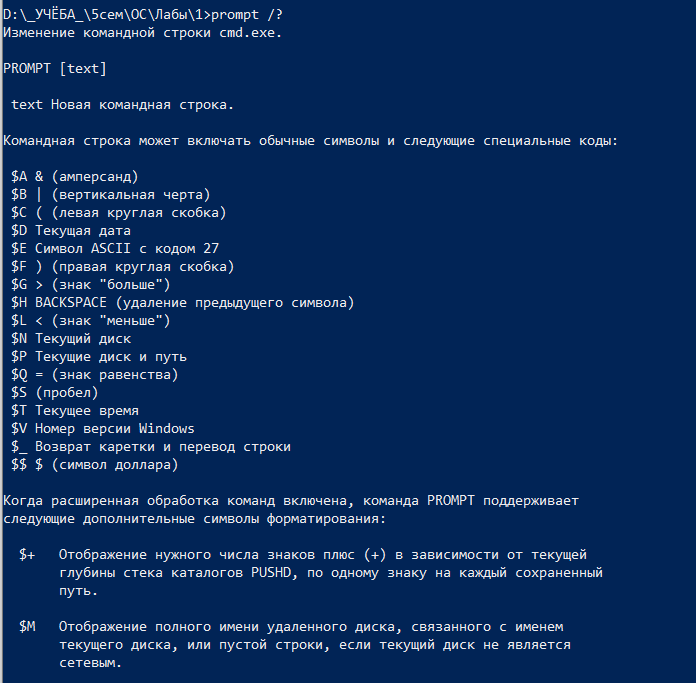 D:\_УЧЁБА_\5сем\ОС\Лабы\1>prompt /?
Изменение командной строки cmd.exe.
PROMPT [text]
text Новая командная строка.
Командная строка может включать обычные символы и следующие специальные коды:
$A & (амперсанд)
$B | (вертикальная черта)
$C ( (левая круглая скобка)
$D Текущая дата
$E Символ ASCII с кодом 27
$F ) (правая круглая скобка)
$G > (знак "больше")
$H BACKSPACE (удаление предыдущего символа)
$L < (знак "меньше")
$N Текущий диск
$P Текущие диск и путь
$Q = (знак равенства)
$S (пробел)
$T Текущее время
$V Номер версии Windows
$_ Возврат каретки и перевод строки
$$ $ (символ доллара)
Когда расширенная обработка команд включена, команда PROMPT поддерживает
следующие дополнительные символы форматирования:
$+ Отображение нужного числа знаков плюс (+) в зависимости от текущей
глубины стека каталогов PUSHD, по одному знаку на каждый сохраненный
путь.
$M Отображение полного имени удаленного диска, связанного с именем
текущего диска, или пустой строки, если текущий диск не является
сетевым.